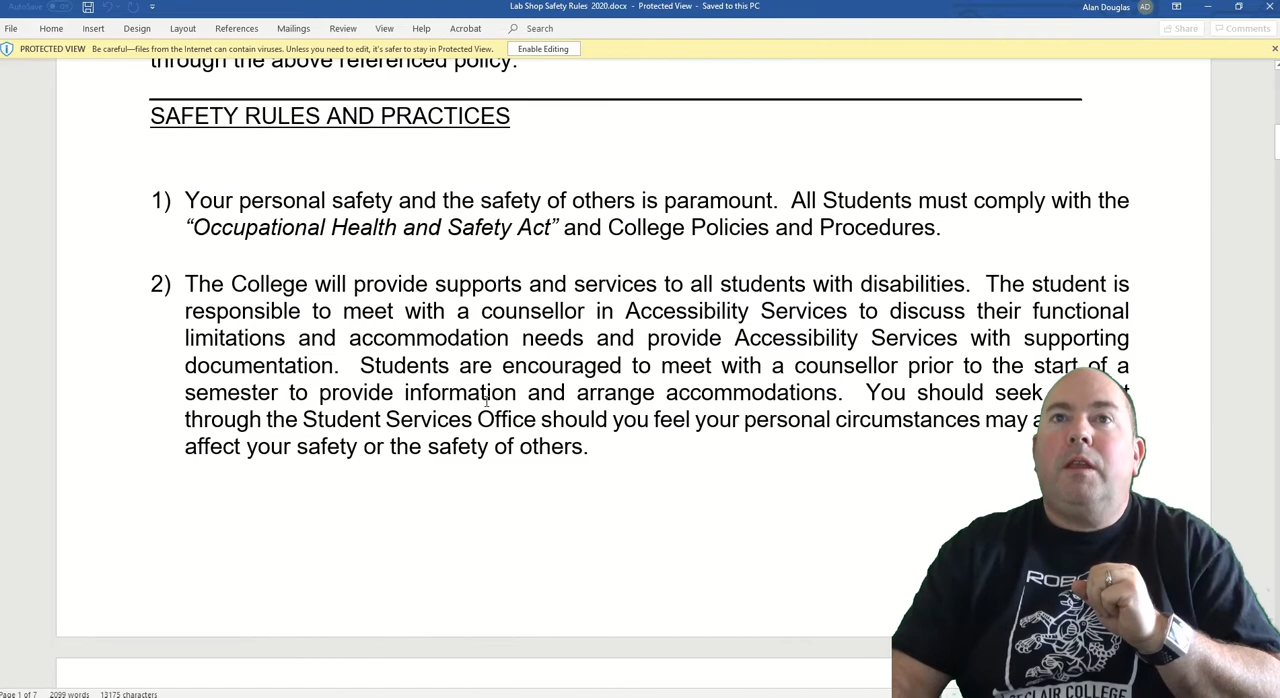 AutoSave Off
Lab Shop Safety Rules 2020.docx - Protected View - Saved to this PC
Alan Douglas AD
File Home Insert Draw Design Layout References Mailings Review View Help Acrobat Search
Share Comments
PROTECTED VIEW Be careful—files from the Internet can contain viruses. Unless you need to edit, it's safer to stay in Protected View. Enable Editing
through the above referenced policy.
SAFETY RULES AND PRACTICES
1) Your personal safety and the safety of others is paramount. All Students must comply with the
“Occupational Health and Safety Act” and College Policies and Procedures.
2) The College will provide supports and services to all students with disabilities. The student is
responsible to meet with a counsellor in Accessibility Services to discuss their functional
limitations and accommodation needs and provide Accessibility Services with supporting
documentation. Students are encouraged to meet with a counsellor prior to the start of a
semester to provide information and arrange accommodations. You should seek
through the Student Services Office should you feel your personal circumstances may
affect your safety or the safety of others.
CLAIR COLLEGE
Page 1 of 7 2099 words 13175 characters